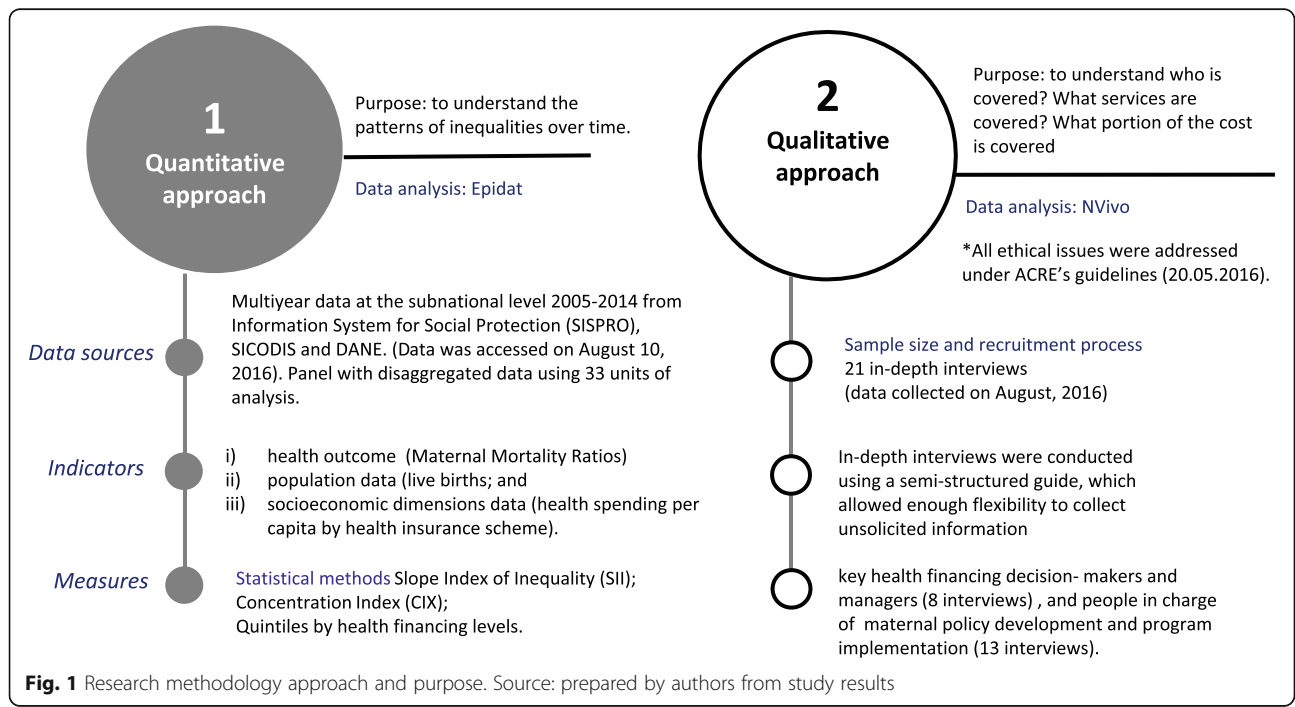 1
Quantitative
approach
Purpose: to understand the
patterns of inequalities over time.
Data analysis: Epidat
Data sources
Multiyear data at the subnational level 2005-2014 from
Information System for Social Protection (SISPRO),
SICODIS and DANE. (Data was accessed on August 10,
2016). Panel with disaggregated data using 33 units of
analysis.
Indicators
i) health outcome (Maternal Mortality Ratios)
ii) population data (live births; and
iii) socioeconomic dimensions data (health spending per
capita by health insurance scheme).
Measures
Statistical methods Slope Index of Inequality (SII);
Concentration Index (CIX);
Quintiles by health financing levels.
2
Qualitative
approach
Purpose: to understand who is
covered? What services are
covered? What portion of the cost
is covered
Data analysis: NVivo
*All ethical issues were addressed
under ACRE’s guidelines (20.05.2016).
Sample size and recruitment process
21 in-depth interviews
(data collected on August, 2016)
In-depth interviews were conducted
using a semi-structured guide, which
allowed enough flexibility to collect
unsolicited information
key health financing decision- makers and
managers (8 interviews) , and people in charge
of maternal policy development and program
implementation (13 interviews).
Fig. 1 Research methodology approach and purpose. Source: prepared by authors from study results